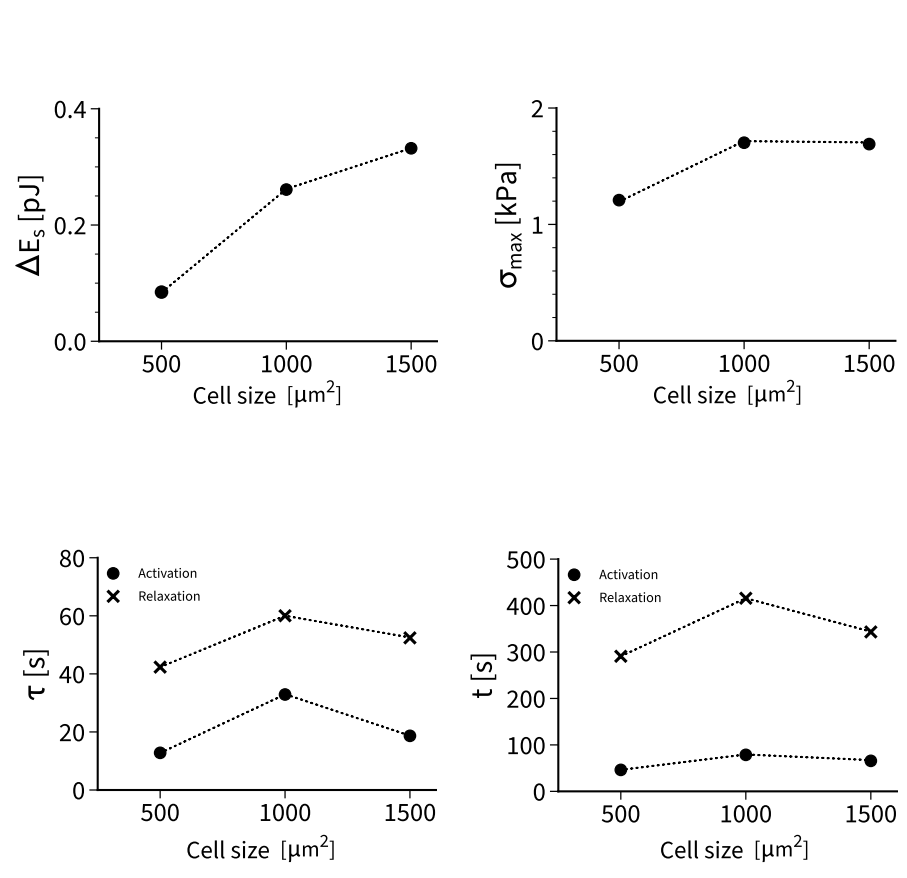 0.4
0.2
0.0
ΔEs [pJ]
500 1000 1500
Cell size [μm2]
2
1
0
σmax [kPa]
500 1000 1500
Cell size [μm2]
80
60
40
20
0
τ [s]
Activation
Relaxation
500 1000 1500
Cell size [μm2]
500
400
300
200
100
0
t [s]
Activation
Relaxation
500 1000 1500
Cell size [μm2]